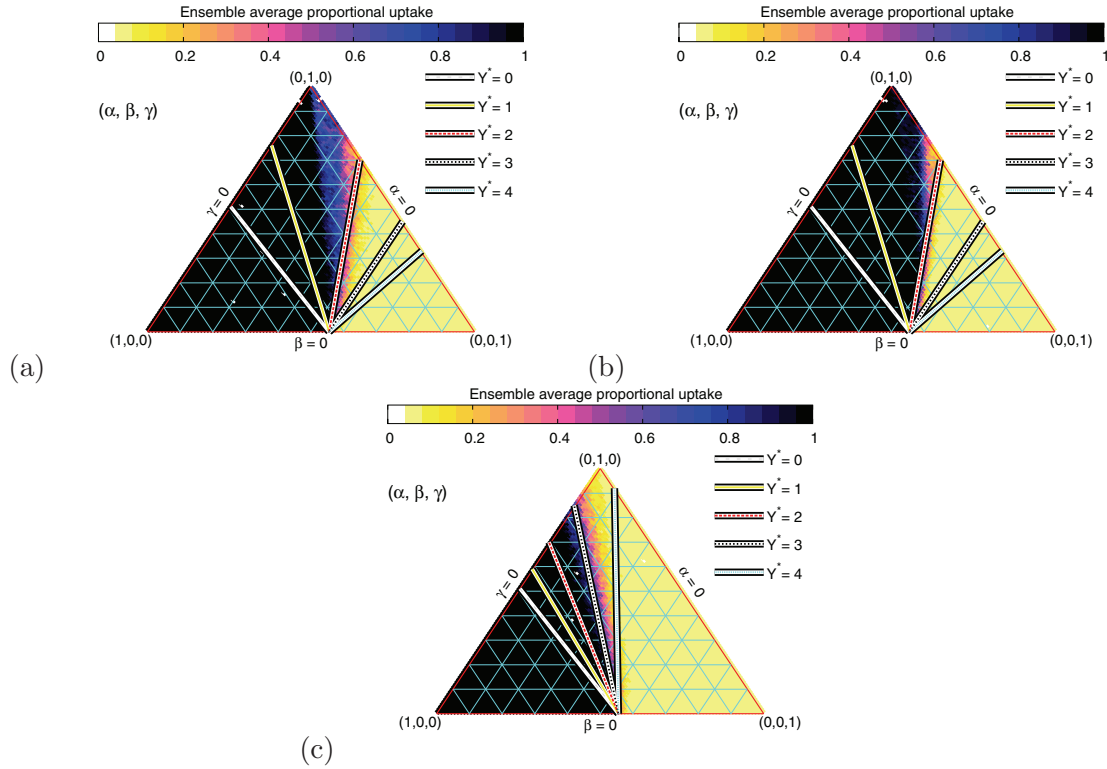 Ensemble average proportional uptake
0 0.2 0.4 0.6 0.8 1
(0,1,0)
(α, β, γ)
Y* = 0
Y* = 1
Y* = 2
Y* = 3
Y* = 4
γ = 0
α = 0
(1,0,0)
β = 0
(0,0,1)
(a)
Ensemble average proportional uptake
0 0.2 0.4 0.6 0.8 1
(0,1,0)
(α, β, γ)
Y* = 0
Y* = 1
Y* = 2
Y* = 3
Y* = 4
γ = 0
α = 0
(1,0,0)
β = 0
(0,0,1)
(b)
Ensemble average proportional uptake
0 0.2 0.4 0.6 0.8 1
(0,1,0)
(α, β, γ)
Y* = 0
Y* = 1
Y* = 2
Y* = 3
Y* = 4
γ = 0
α = 0
(1,0,0)
β = 0
(0,0,1)
(c)